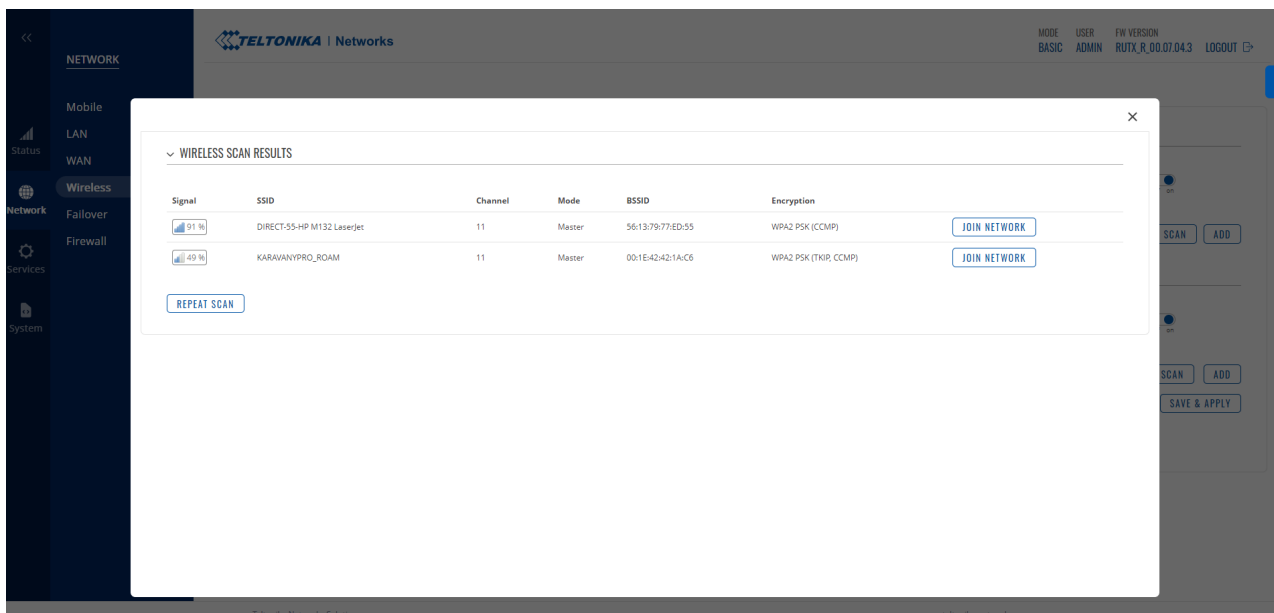 TELTONIKA | Networks
MODE USER FW VERSION
BASIC ADMIN RUTX_R_00.07.04.3 LOGOUT
NETWORK
Mobile
LAN
WAN
Wireless
Failover
Firewall
Status
Network
Services
System
WIRELESS SCAN RESULTS
Signal SSID Channel Mode BSSID Encryption
91 % DIRECT-55-HP M132 LaserJet 11 Master 56:13:79:77:ED:55 WPA2 PSK (CCMP) JOIN NETWORK
49 % KARAVANYPRO_ROAM 11 Master 00:1E:42:42:1A:C6 WPA2 PSK (TKIP, CCMP) JOIN NETWORK
REPEAT SCAN
on
SCAN ADD
on
SCAN ADD
SAVE & APPLY